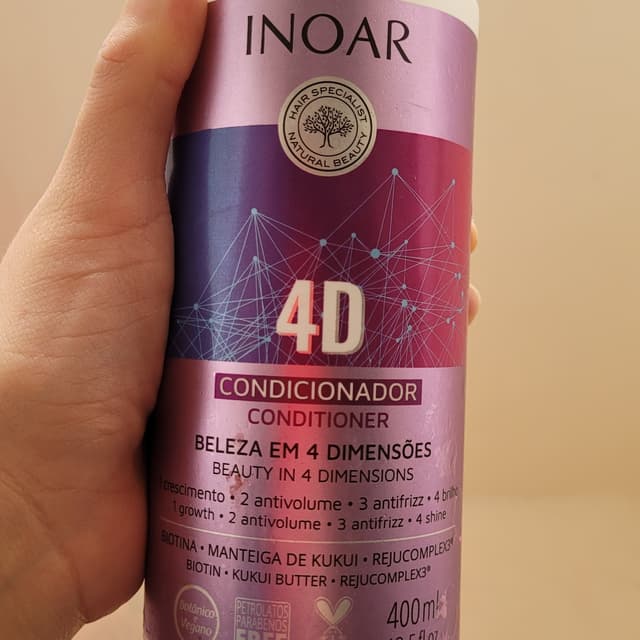 INOAR
HAIR SPECIALIST
NATURAL BEAUTY
4D
CONDICIONADOR
CONDITIONER
BELEZA EM 4 DIMENSÕES
BEAUTY IN 4 DIMENSIONS
1 crescimento • 2 antivolume • 3 antifrizz • 4 brilho
1 growth • 2 antivolume • 3 antifrizz • 4 shine
BIOTINA • MANTEIGA DE KUKUI • REJUCOMPLEX3®
BIOTIN • KUKUI BUTTER • REJUCOMPLEX3®
Botânico e Vegano
PETROLATOS
PARABENOS
FREE
400ml